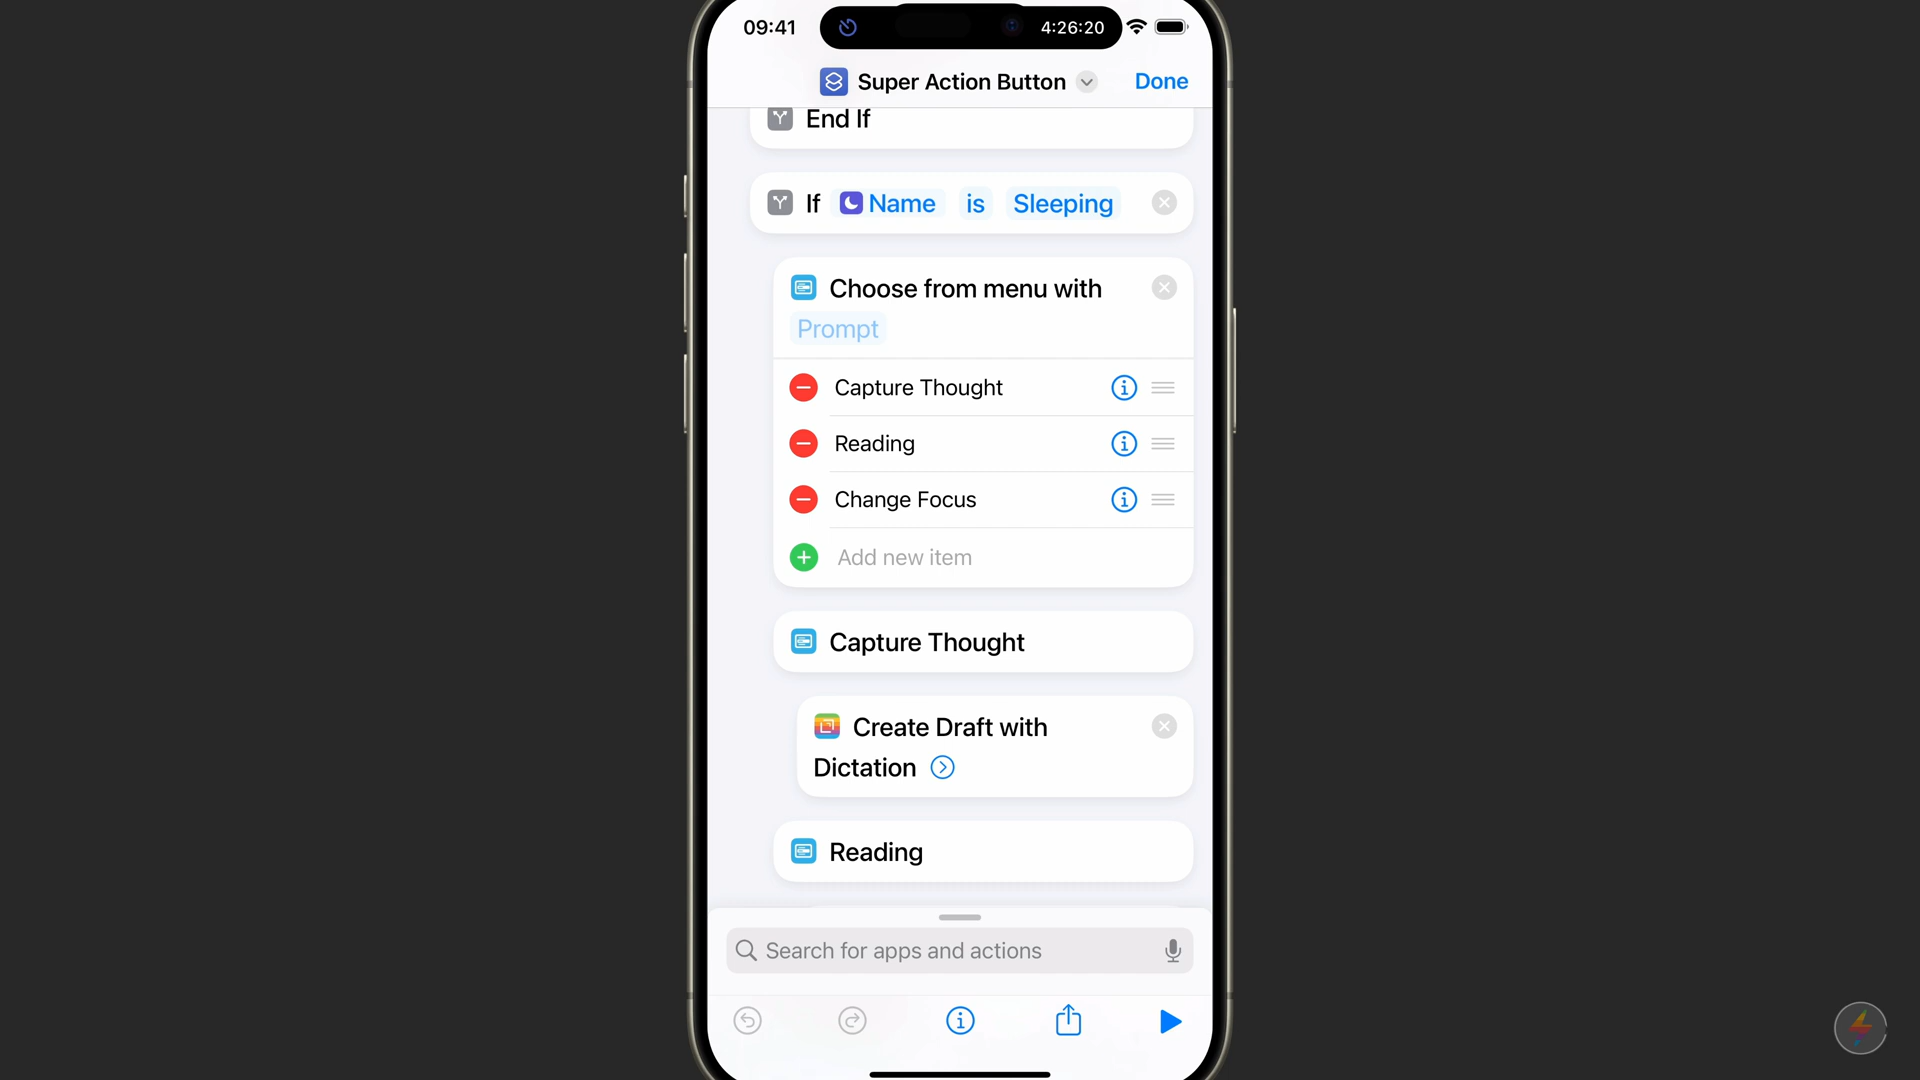 09:41
4:26:20
Super Action Button
Done
End If
If Name is Sleeping
Choose from menu with
Prompt
Capture Thought
Reading
Change Focus
Add new item
Capture Thought
Create Draft with
Dictation
Reading
Search for apps and actions